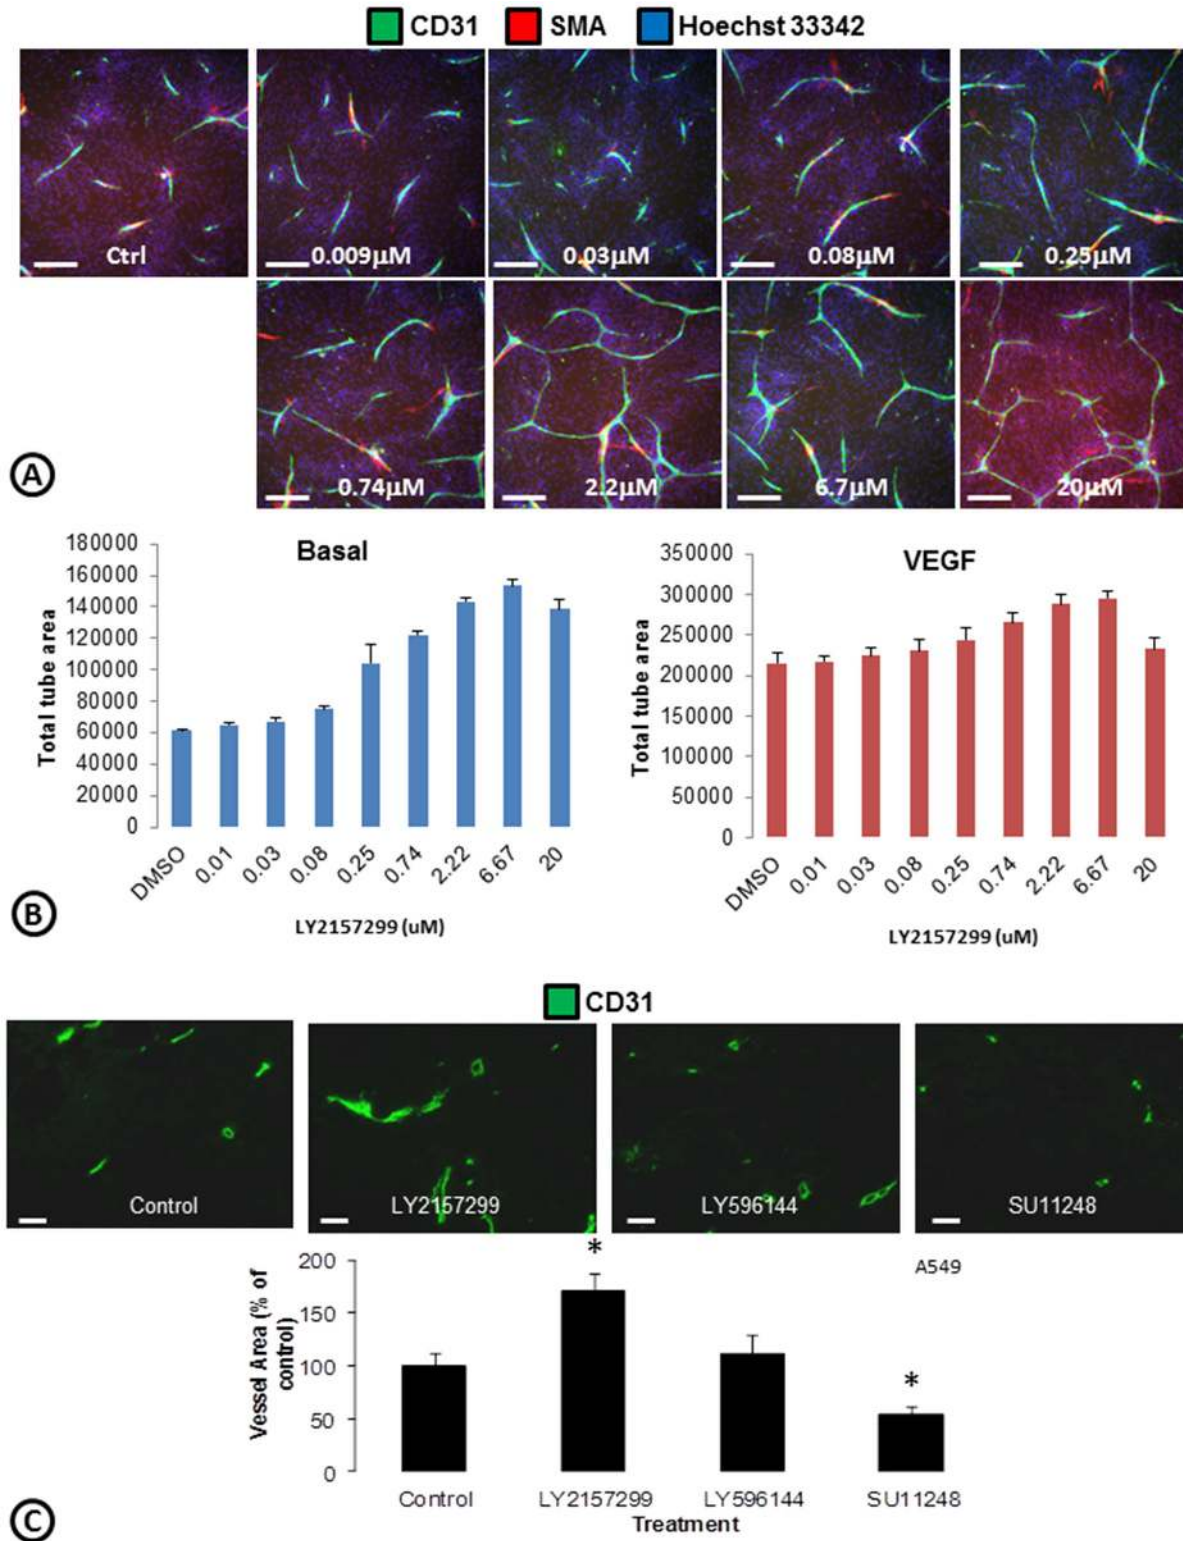 CD31 SMA Hoechst 33342
Ctrl 0.009µM 0.03µM 0.08µM 0.25µM
0.74µM 2.2µM 6.7µM 20µM
A
Basal
Total tube area
180000
160000
140000
120000
100000
80000
60000
40000
20000
0
DMSO 0.01 0.03 0.08 0.25 0.74 2.22 6.67 20
LY2157299 (uM)
VEGF
Total tube area
350000
300000
250000
200000
150000
100000
50000
0
DMSO 0.01 0.03 0.08 0.25 0.74 2.22 6.67 20
LY2157299 (uM)
B
CD31
Control LY2157299 LY596144 SU11248
A549
Vessel Area (% of
control)
200
150
100
50
0
* *
Control LY2157299 LY596144 SU11248
Treatment
C